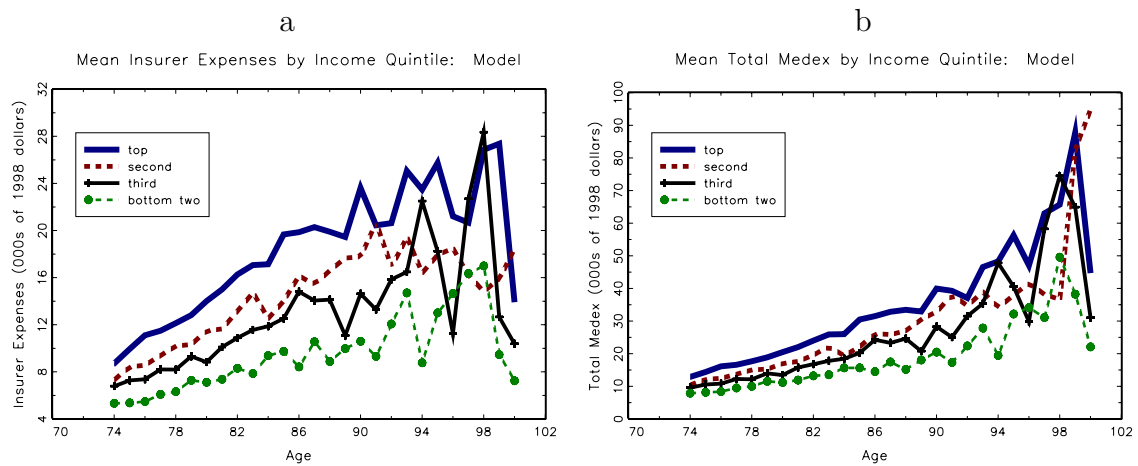 a
Mean Insurer Expenses by Income Quintile: Model
Insurer Expenses (000s of 1998 dollars)
32
28
24
20
16
12
8
4
top
second
third
bottom two
70 74 78 82 86 90 94 98 102
Age
b
Mean Total Medex by Income Quintile: Model
Total Medex (000s of 1998 dollars)
100
90
80
70
60
50
40
30
20
10
0
top
second
third
bottom two
70 74 78 82 86 90 94 98 102
Age